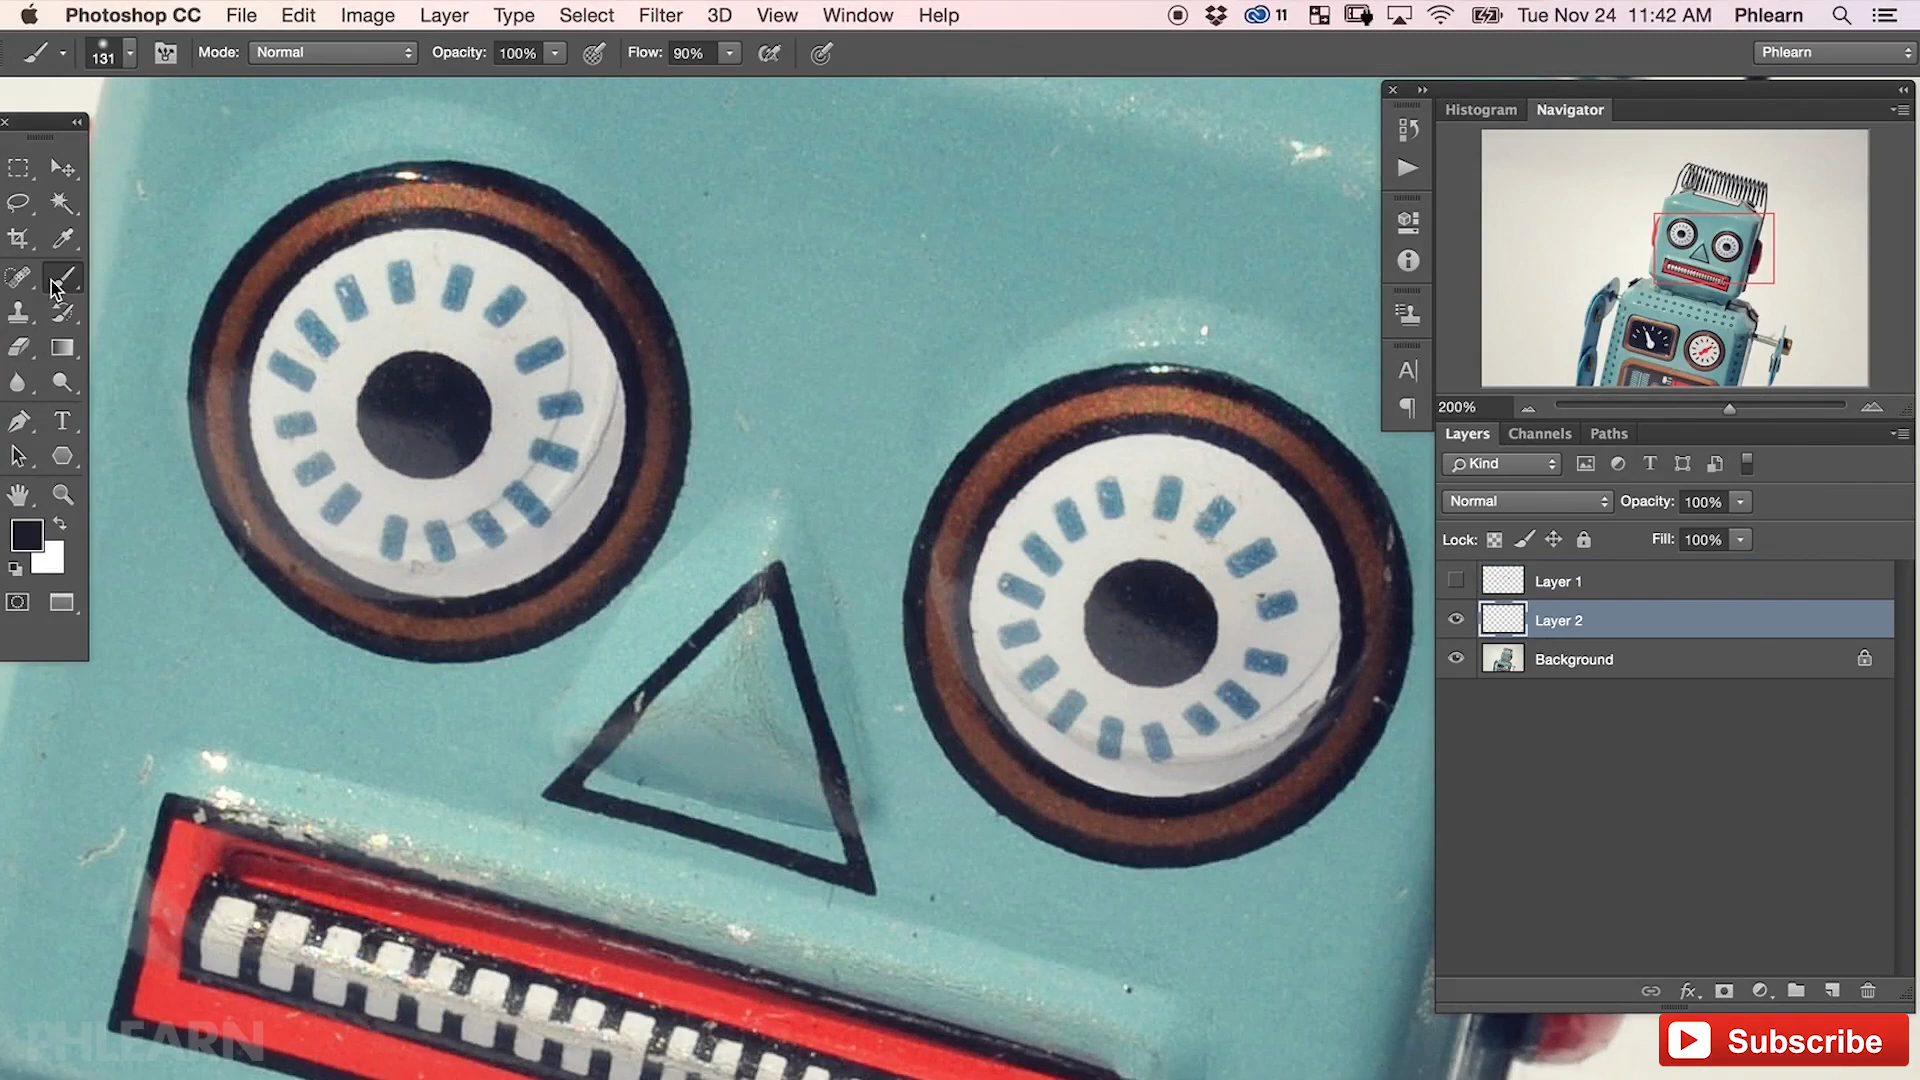 Photoshop CC File Edit Image Layer Type Select Filter 3D View Window Help 11 Tue Nov 24 11:42 AM Phlearn
131 Mode: Normal Opacity: 100% Flow: 90% Phlearn
Histogram Navigator
200%
Layers Channels Paths
Kind
Normal Opacity: 100%
Lock: Fill: 100%
Layer 1
Layer 2
Background
PHLEARN
Subscribe